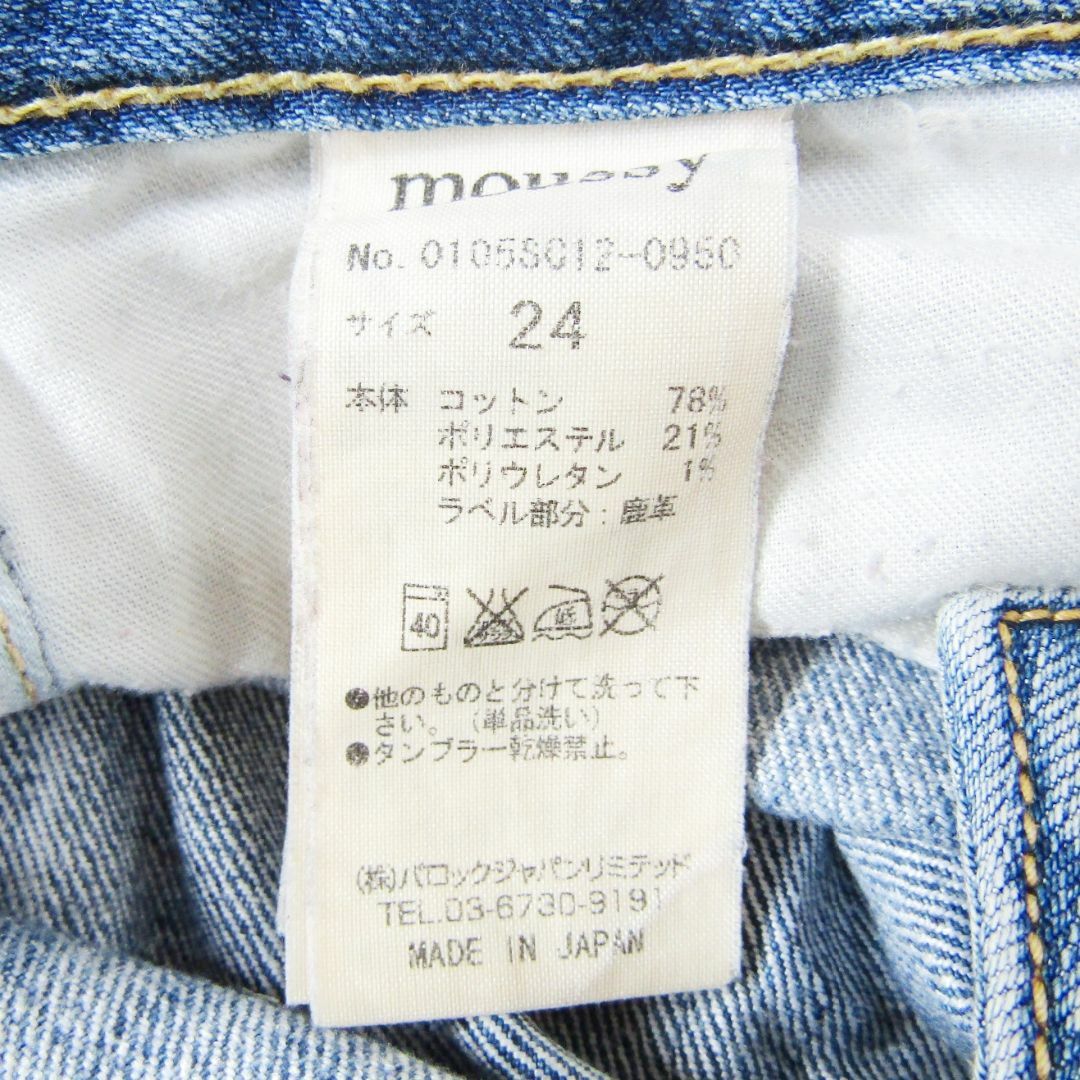 moussy
No. 010SSC12-0950
サイズ 24
本体 コットン 78%
ポリエステル 21%
ポリウレタン 1%
ラベル部分：鹿革
40 低
●他のものと分けて洗って下
さい。（単品洗い）
●タンブラー乾燥禁止。
(株)バロックジャパンリミテッド
TEL.03-6730-9191
MADE IN JAPAN